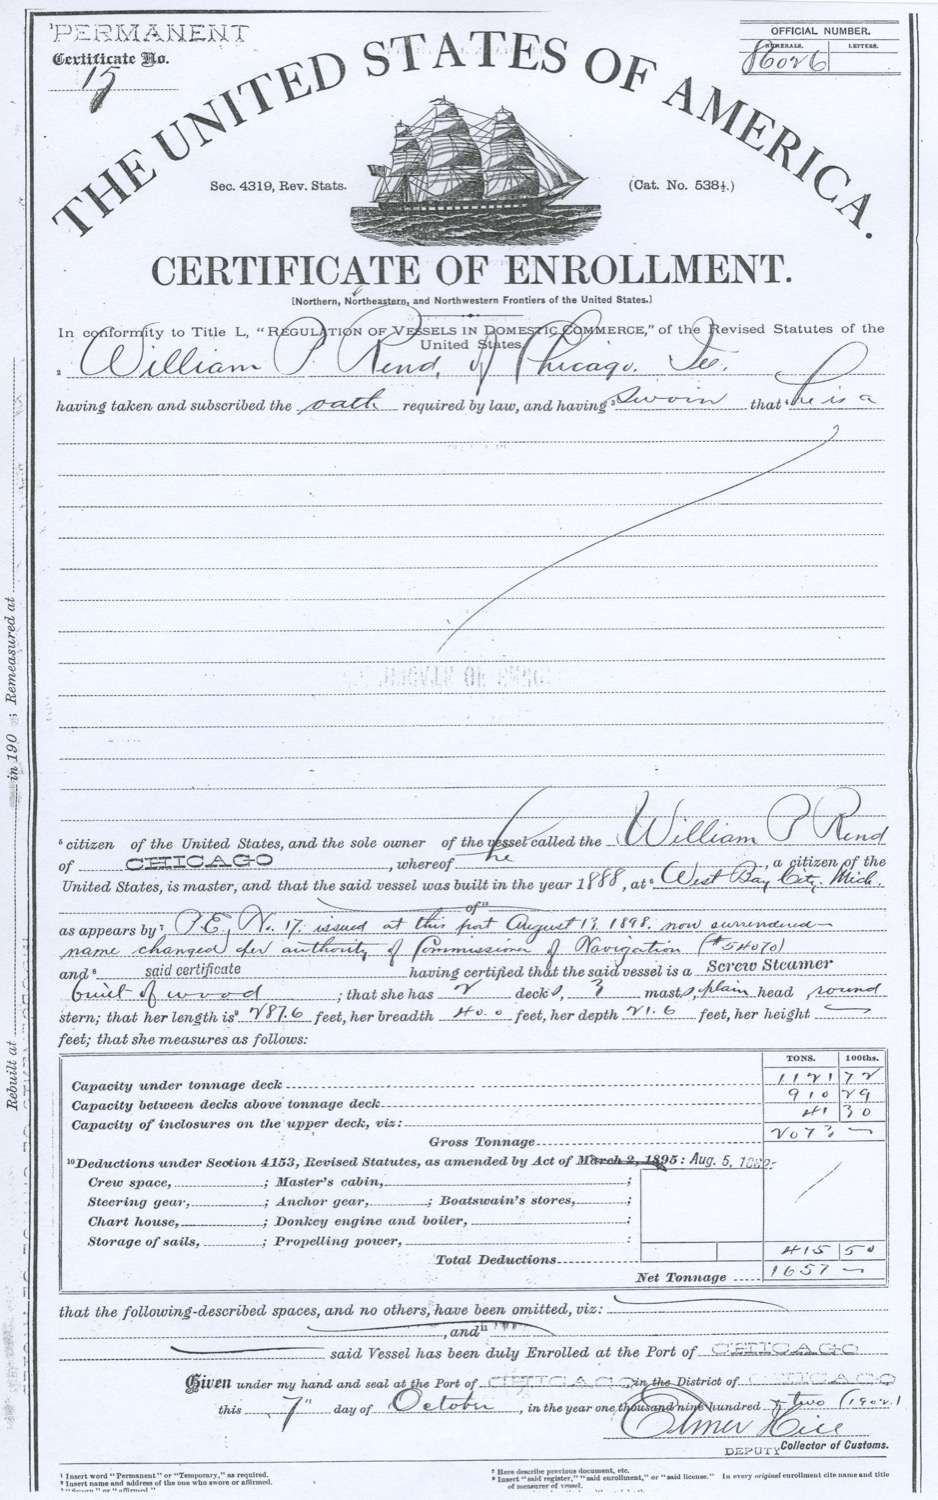 ¹PERMANENT
Certificate No.
15
OFFICIAL NUMBER.
NUMERALS. LETTERS.
86026
THE UNITED STATES OF AMERICA.
Sec. 4319, Rev. Stats. (Cat. No. 538½.)
CERTIFICATE OF ENROLLMENT.
[Northern, Northeastern, and Northwestern Frontiers of the United States.]
In conformity to Title L, "REGULATION OF VESSELS IN DOMESTIC COMMERCE," of the Revised Statutes of the
United States,
² William P Rend, of Chicago. Ill.
having taken and subscribed the oath required by law, and having ³ sworn that ⁴ he is a
⁵ citizen of the United States, and the sole owner of the vessel called the William P Rend
of CHICAGO, whereof he, a citizen of the
United States, is master, and that the said vessel was built in the year 1888, at ⁶ West Bay City, Mich.
of
as appears by ⁷ P.E. No. 17. issued at this port August 13. 1898. now surrendered
name changed per authority of Commission of Navigation (#54070)
and ⁸ said certificate having certified that the said vessel is a Screw Steamer
built of wood; that she has 2 decks, 3 masts, plain head round
stern; that her length is ⁹ 287.6 feet, her breadth 40.0 feet, her depth 21.6 feet, her height
feet; that she measures as follows:
TONS. 100ths.
Capacity under tonnage deck 1121 72
Capacity between decks above tonnage deck 910 29
Capacity of inclosures on the upper deck, viz: 41 30
Gross Tonnage 2073
¹⁰Deductions under Section 4153, Revised Statutes, as amended by Act of March 2, 1895: Aug. 5, 1882:
Crew space, ; Master's cabin, ;
Steering gear, ; Anchor gear, ; Boatswain's stores, ;
Chart house, ; Donkey engine and boiler, ;
Storage of sails, ; Propelling power, :
Total Deductions 415 50
Net Tonnage 1657
that the following-described spaces, and no others, have been omitted, viz:
, and ¹¹
said Vessel has been duly Enrolled at the Port of CHICAGO
Given under my hand and seal at the Port of CHICAGO in the District of CHICAGO
this 7" day of October, in the year one thousand nine hundred & two (1902)
DEPUTY Collector of Customs.
¹ Insert word "Permanent" or "Temporary," as required.
² Insert name and address of the one who swore or affirmed.
³ "Sworn" or "affirmed."
⁷ Here describe previous document, etc.
⁸ Insert "said register," "said enrollment," or "said license." In every original enrollment cite name and title
of measurer of vessel.
Rebuilt at in 190 ; Remeasured at